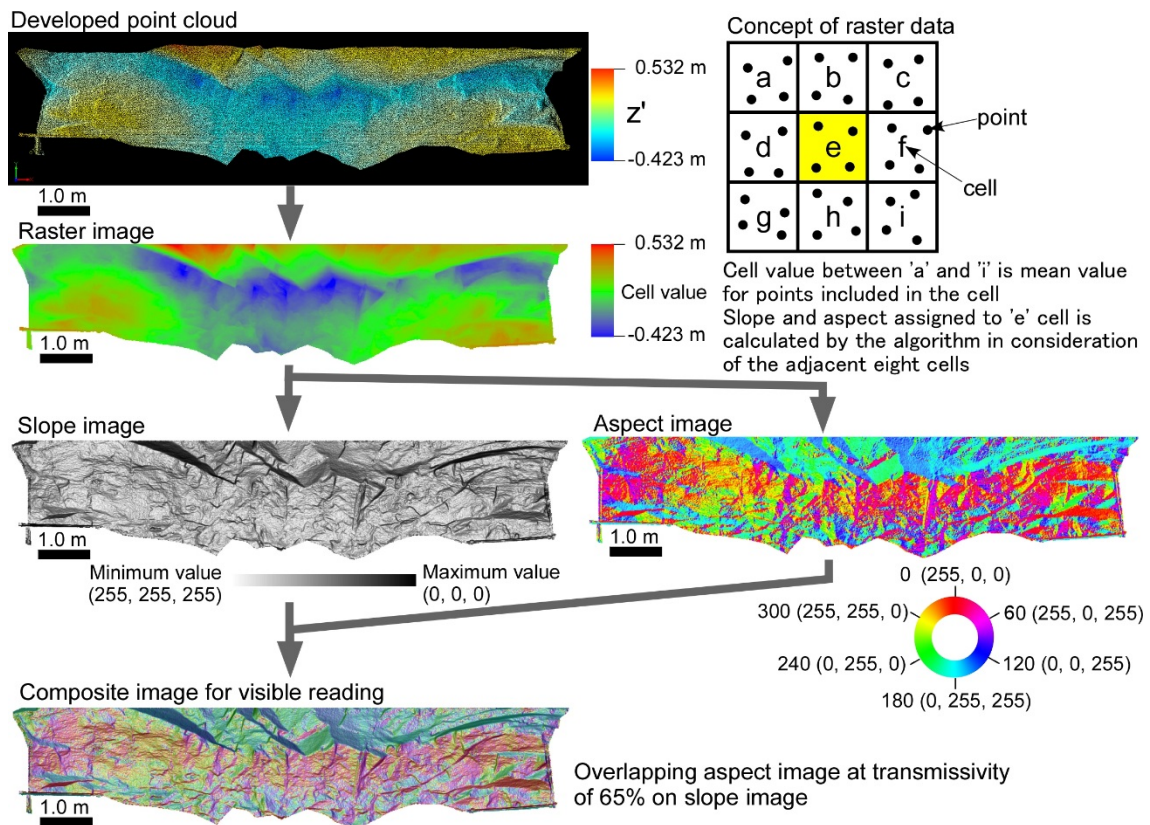 Developed point cloud
0.532 m
z'
-0.423 m
1.0 m
Concept of raster data
a
b
c
d
e
f
g
h
i
point
cell
Cell value between 'a' and 'i' is mean value
for points included in the cell
Slope and aspect assigned to 'e' cell is
calculated by the algorithm in consideration
of the adjacent eight cells
Raster image
0.532 m
Cell value
-0.423 m
1.0 m
Slope image
1.0 m
Minimum value
(255, 255, 255)
Maximum value
(0, 0, 0)
Aspect image
1.0 m
0 (255, 0, 0)
300 (255, 255, 0)
60 (255, 0, 255)
240 (0, 255, 0)
120 (0, 0, 255)
180 (0, 255, 255)
Composite image for visible reading
1.0 m
Overlapping aspect image at transmissivity
of 65% on slope image